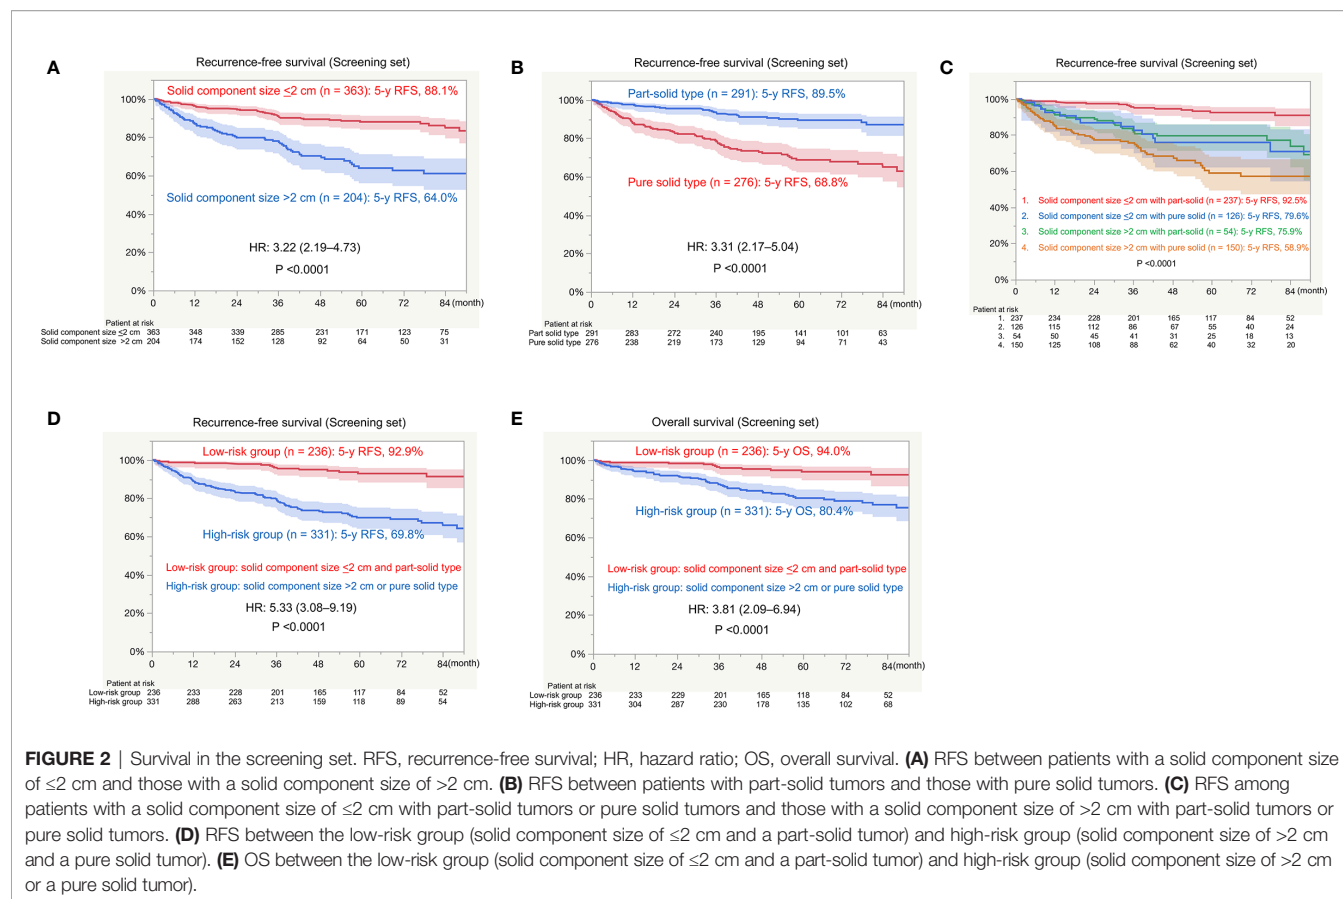 A
Recurrence-free survival (Screening set)
Solid component size ≤2 cm (n = 363): 5-y RFS, 88.1%
100%
80%
60%
Solid component size >2 cm (n = 204): 5-y RFS, 64.0%
40%
HR: 3.22 (2.19–4.73)
20%
P <0.0001
0%
0 12 24 36 48 60 72 84 (month)
Patient at risk
Solid component size ≤2 cm 363 348 339 285 231 171 123 75
Solid component size >2 cm 204 174 152 128 92 64 50 31
B
Recurrence-free survival (Screening set)
Part-solid type (n = 291): 5-y RFS, 89.5%
100%
80%
60%
Pure solid type (n = 276): 5-y RFS, 68.8%
40%
HR: 3.31 (2.17–5.04)
20%
P <0.0001
0%
0 12 24 36 48 60 72 84 (month)
Patient at risk
Part solid type 291 283 272 240 195 141 101 63
Pure solid type 276 238 219 173 129 94 71 43
C
Recurrence-free survival (Screening set)
100%
80%
60%
40%
20%
0%
1. Solid component size ≤2 cm with part-solid (n = 237): 5-y RFS, 92.5%
2. Solid component size ≤2 cm with pure solid (n = 126): 5-y RFS, 79.6%
3. Solid component size >2 cm with part-solid (n = 54): 5-y RFS, 75.9%
4. Solid component size >2 cm with pure solid (n = 150): 5-y RFS, 58.9%
P <0.0001
0 12 24 36 48 60 72 84 (month)
Patient at risk
1. 237 234 228 201 165 117 84 52
2. 126 115 112 86 67 55 40 24
3. 54 50 45 41 31 25 18 13
4. 150 125 108 88 62 40 32 20
D
Recurrence-free survival (Screening set)
Low-risk group (n = 236): 5-y RFS, 92.9%
100%
80%
60%
High-risk group (n = 331): 5-y RFS, 69.8%
40%
Low-risk group: solid component size ≤2 cm and part-solid type
High-risk group: solid component size >2 cm or pure solid type
HR: 5.33 (3.08–9.19)
20%
P <0.0001
0%
0 12 24 36 48 60 72 84 (month)
Patient at risk
Low-risk group 236 233 228 201 165 117 84 52
High-risk group 331 288 263 213 159 118 89 54
E
Overall survival (Screening set)
Low-risk group (n = 236): 5-y OS, 94.0%
100%
80%
60%
High-risk group (n = 331): 5-y OS, 80.4%
40%
Low-risk group: solid component size ≤2 cm and part-solid type
High-risk group: solid component size >2 cm or pure solid type
HR: 3.81 (2.09–6.94)
20%
P <0.0001
0%
0 12 24 36 48 60 72 84 (month)
Patient at risk
Low-risk group 236 233 229 201 165 118 84 52
High-risk group 331 304 287 230 178 135 102 68
FIGURE 2 | Survival in the screening set. RFS, recurrence-free survival; HR, hazard ratio; OS, overall survival. (A) RFS between patients with a solid component size
of ≤2 cm and those with a solid component size of >2 cm. (B) RFS between patients with part-solid tumors and those with pure solid tumors. (C) RFS among
patients with a solid component size of ≤2 cm with part-solid tumors or pure solid tumors and those with a solid component size of >2 cm with part-solid tumors or
pure solid tumors. (D) RFS between the low-risk group (solid component size of ≤2 cm and a part-solid tumor) and high-risk group (solid component size of >2 cm
and a pure solid tumor). (E) OS between the low-risk group (solid component size of ≤2 cm and a part-solid tumor) and high-risk group (solid component size of >2 cm
or a pure solid tumor).